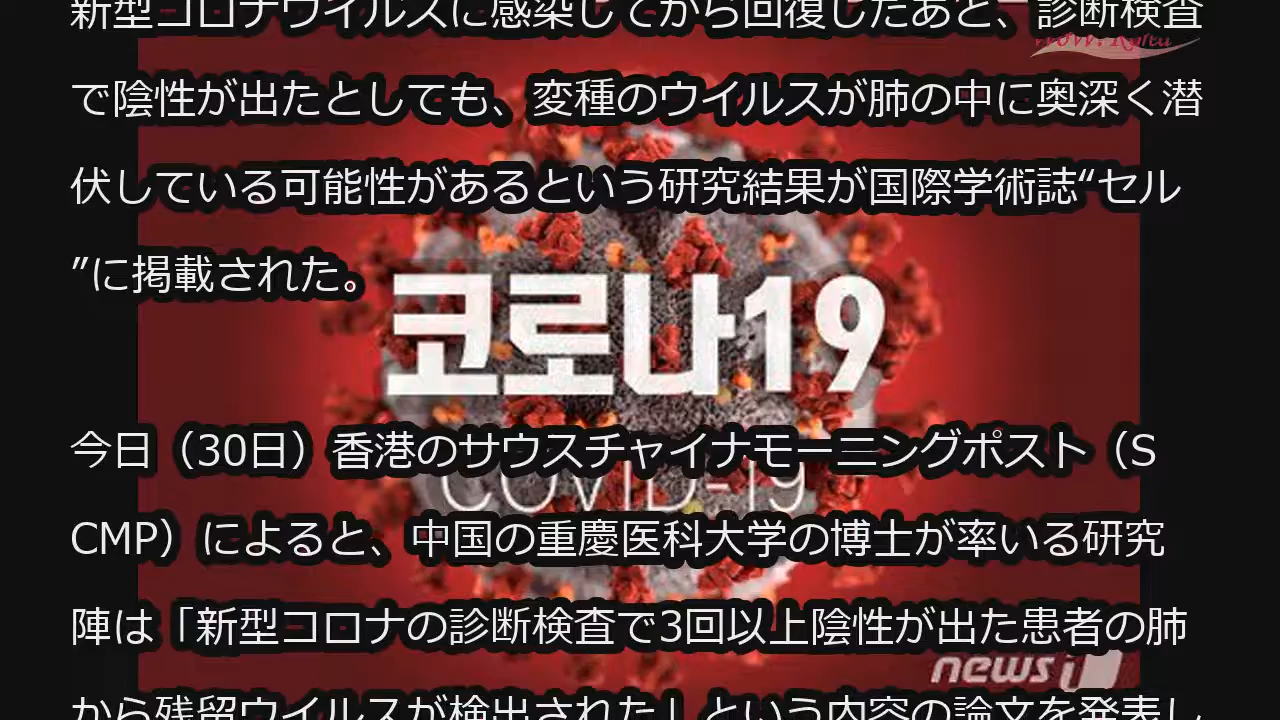 新型コロナウイルスに感染してから回復したあと、診断検査
WoW! Korea
で陰性が出たとしても、変種のウイルスが肺の中に奥深く潜
伏している可能性があるという研究結果が国際学術誌“セル
”に掲載された。
코로나19
今日（30日）香港のサウスチャイナモーニングポスト（S
COVID-19
CMP）によると、中国の重慶医科大学の博士が率いる研究
陣は「新型コロナの診断検査で3回以上陰性が出た患者の肺
news1
から残留ウイルスが検出された」という内容の論文を発表し